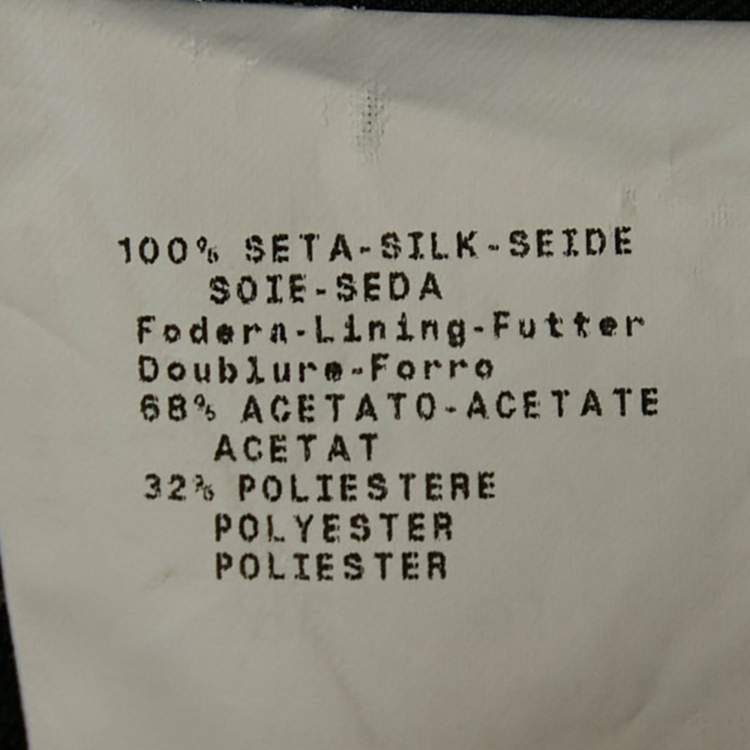 100% SETA-SILK-SEIDE
SOIE-SEDA
Fodera-Lining-Futter
Doublure-Forro
68% ACETATO-ACETATE
ACETAT
32% POLIESTERE
POLYESTER
POLIESTER